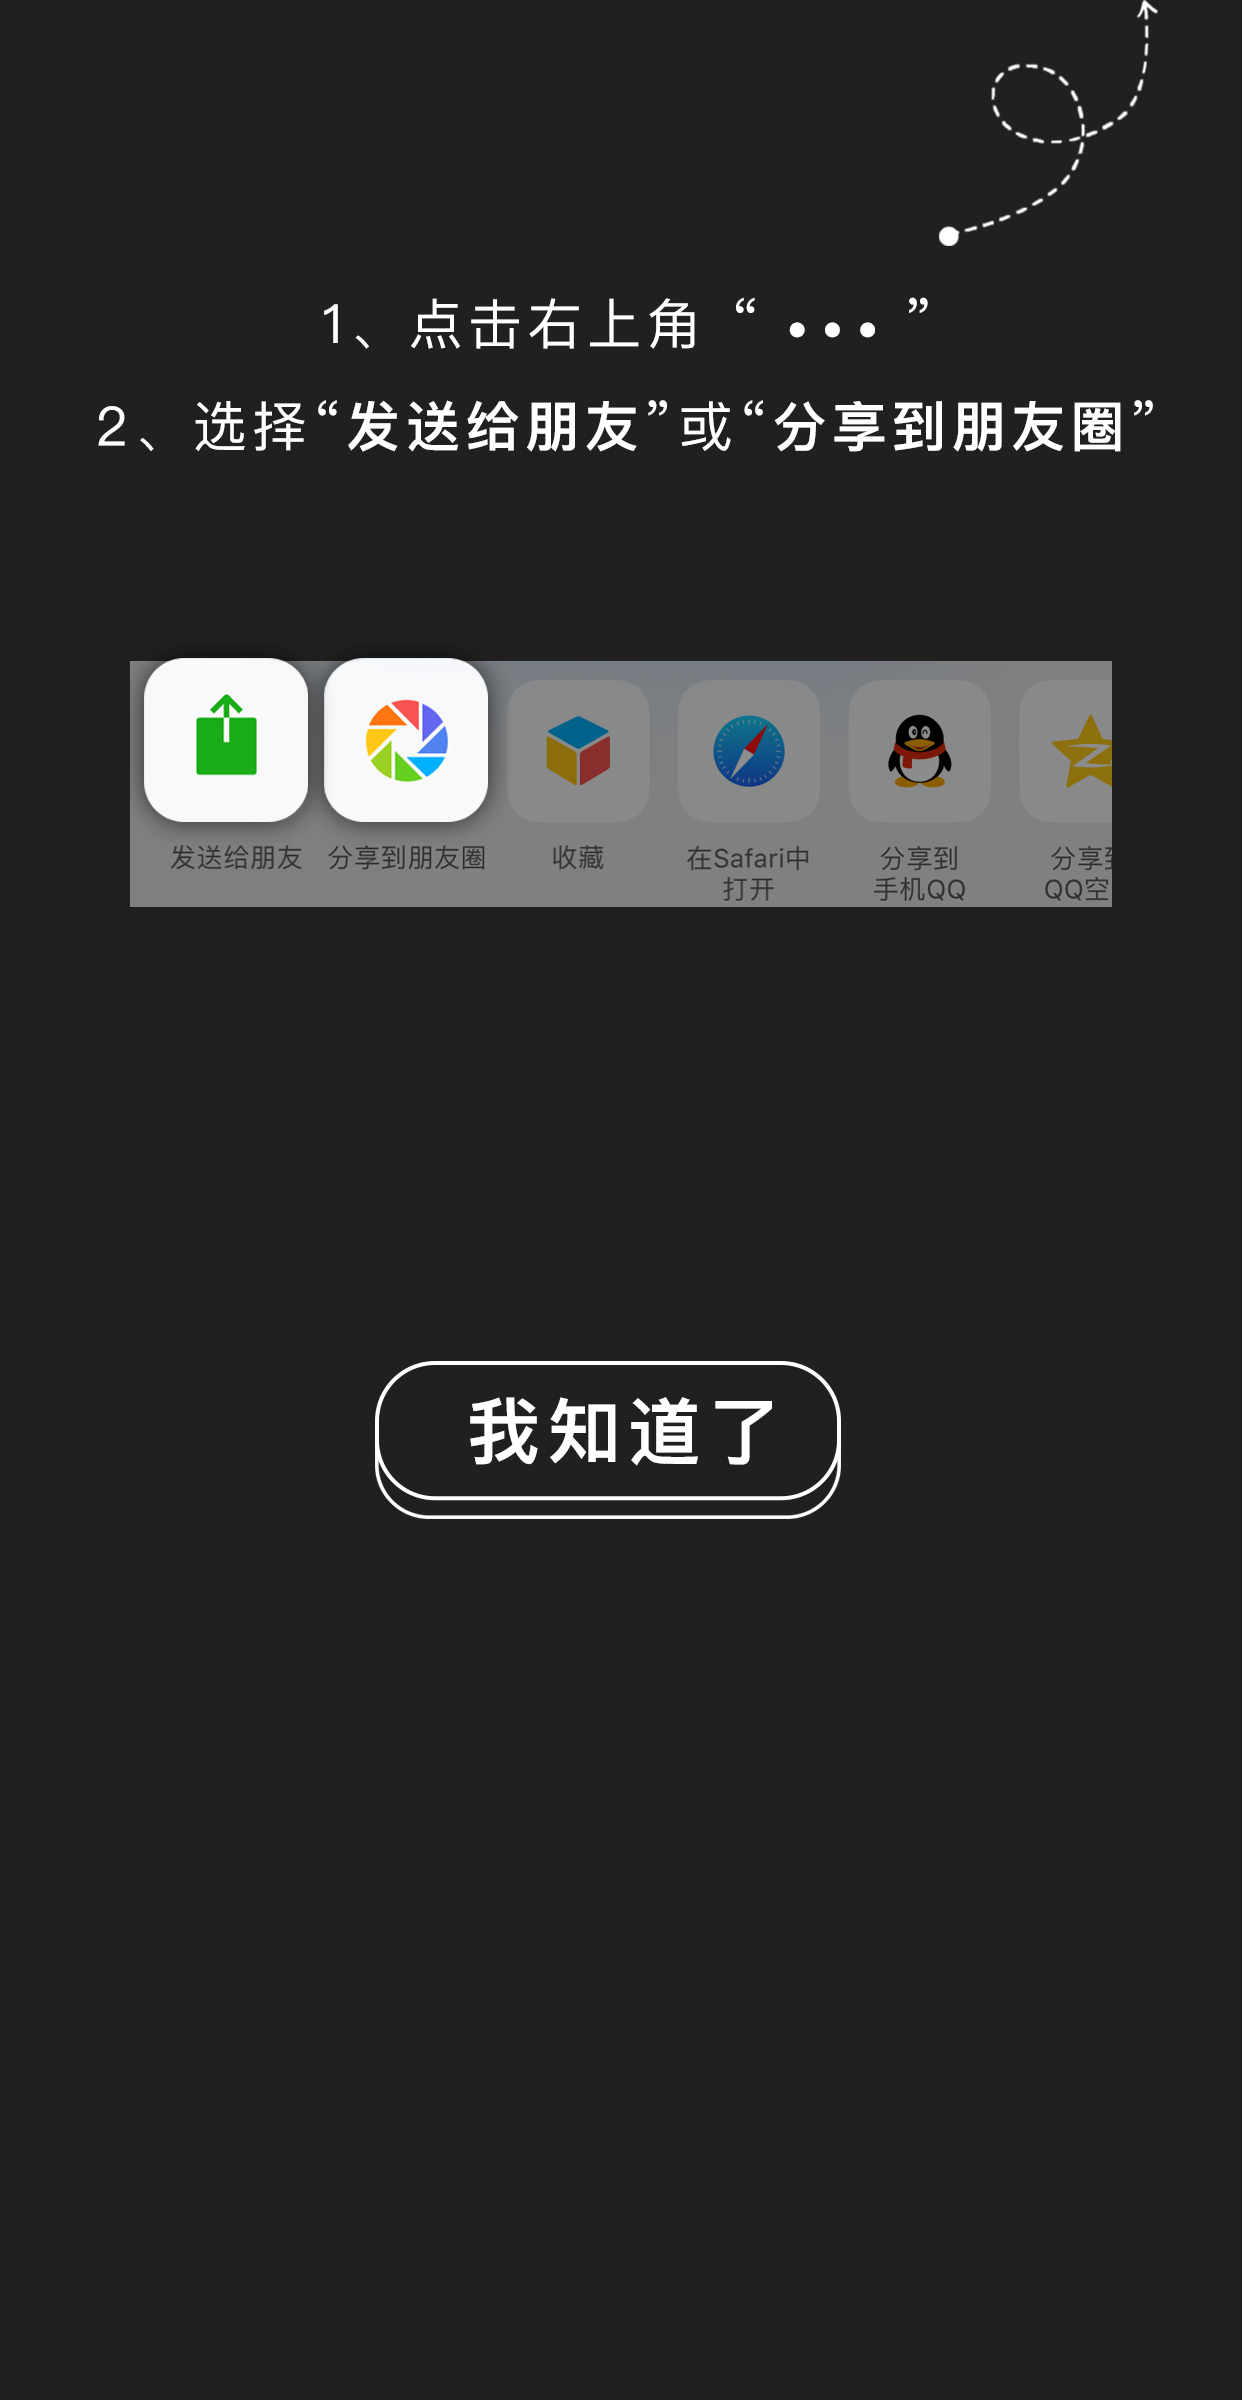 1、点击右上角 “ ••• ”
2、选择“发送给朋友”或“分享到朋友圈”
发送给朋友
分享到朋友圈
收藏
在Safari中
打开
分享到
手机QQ
分享到
QQ空
我知道了